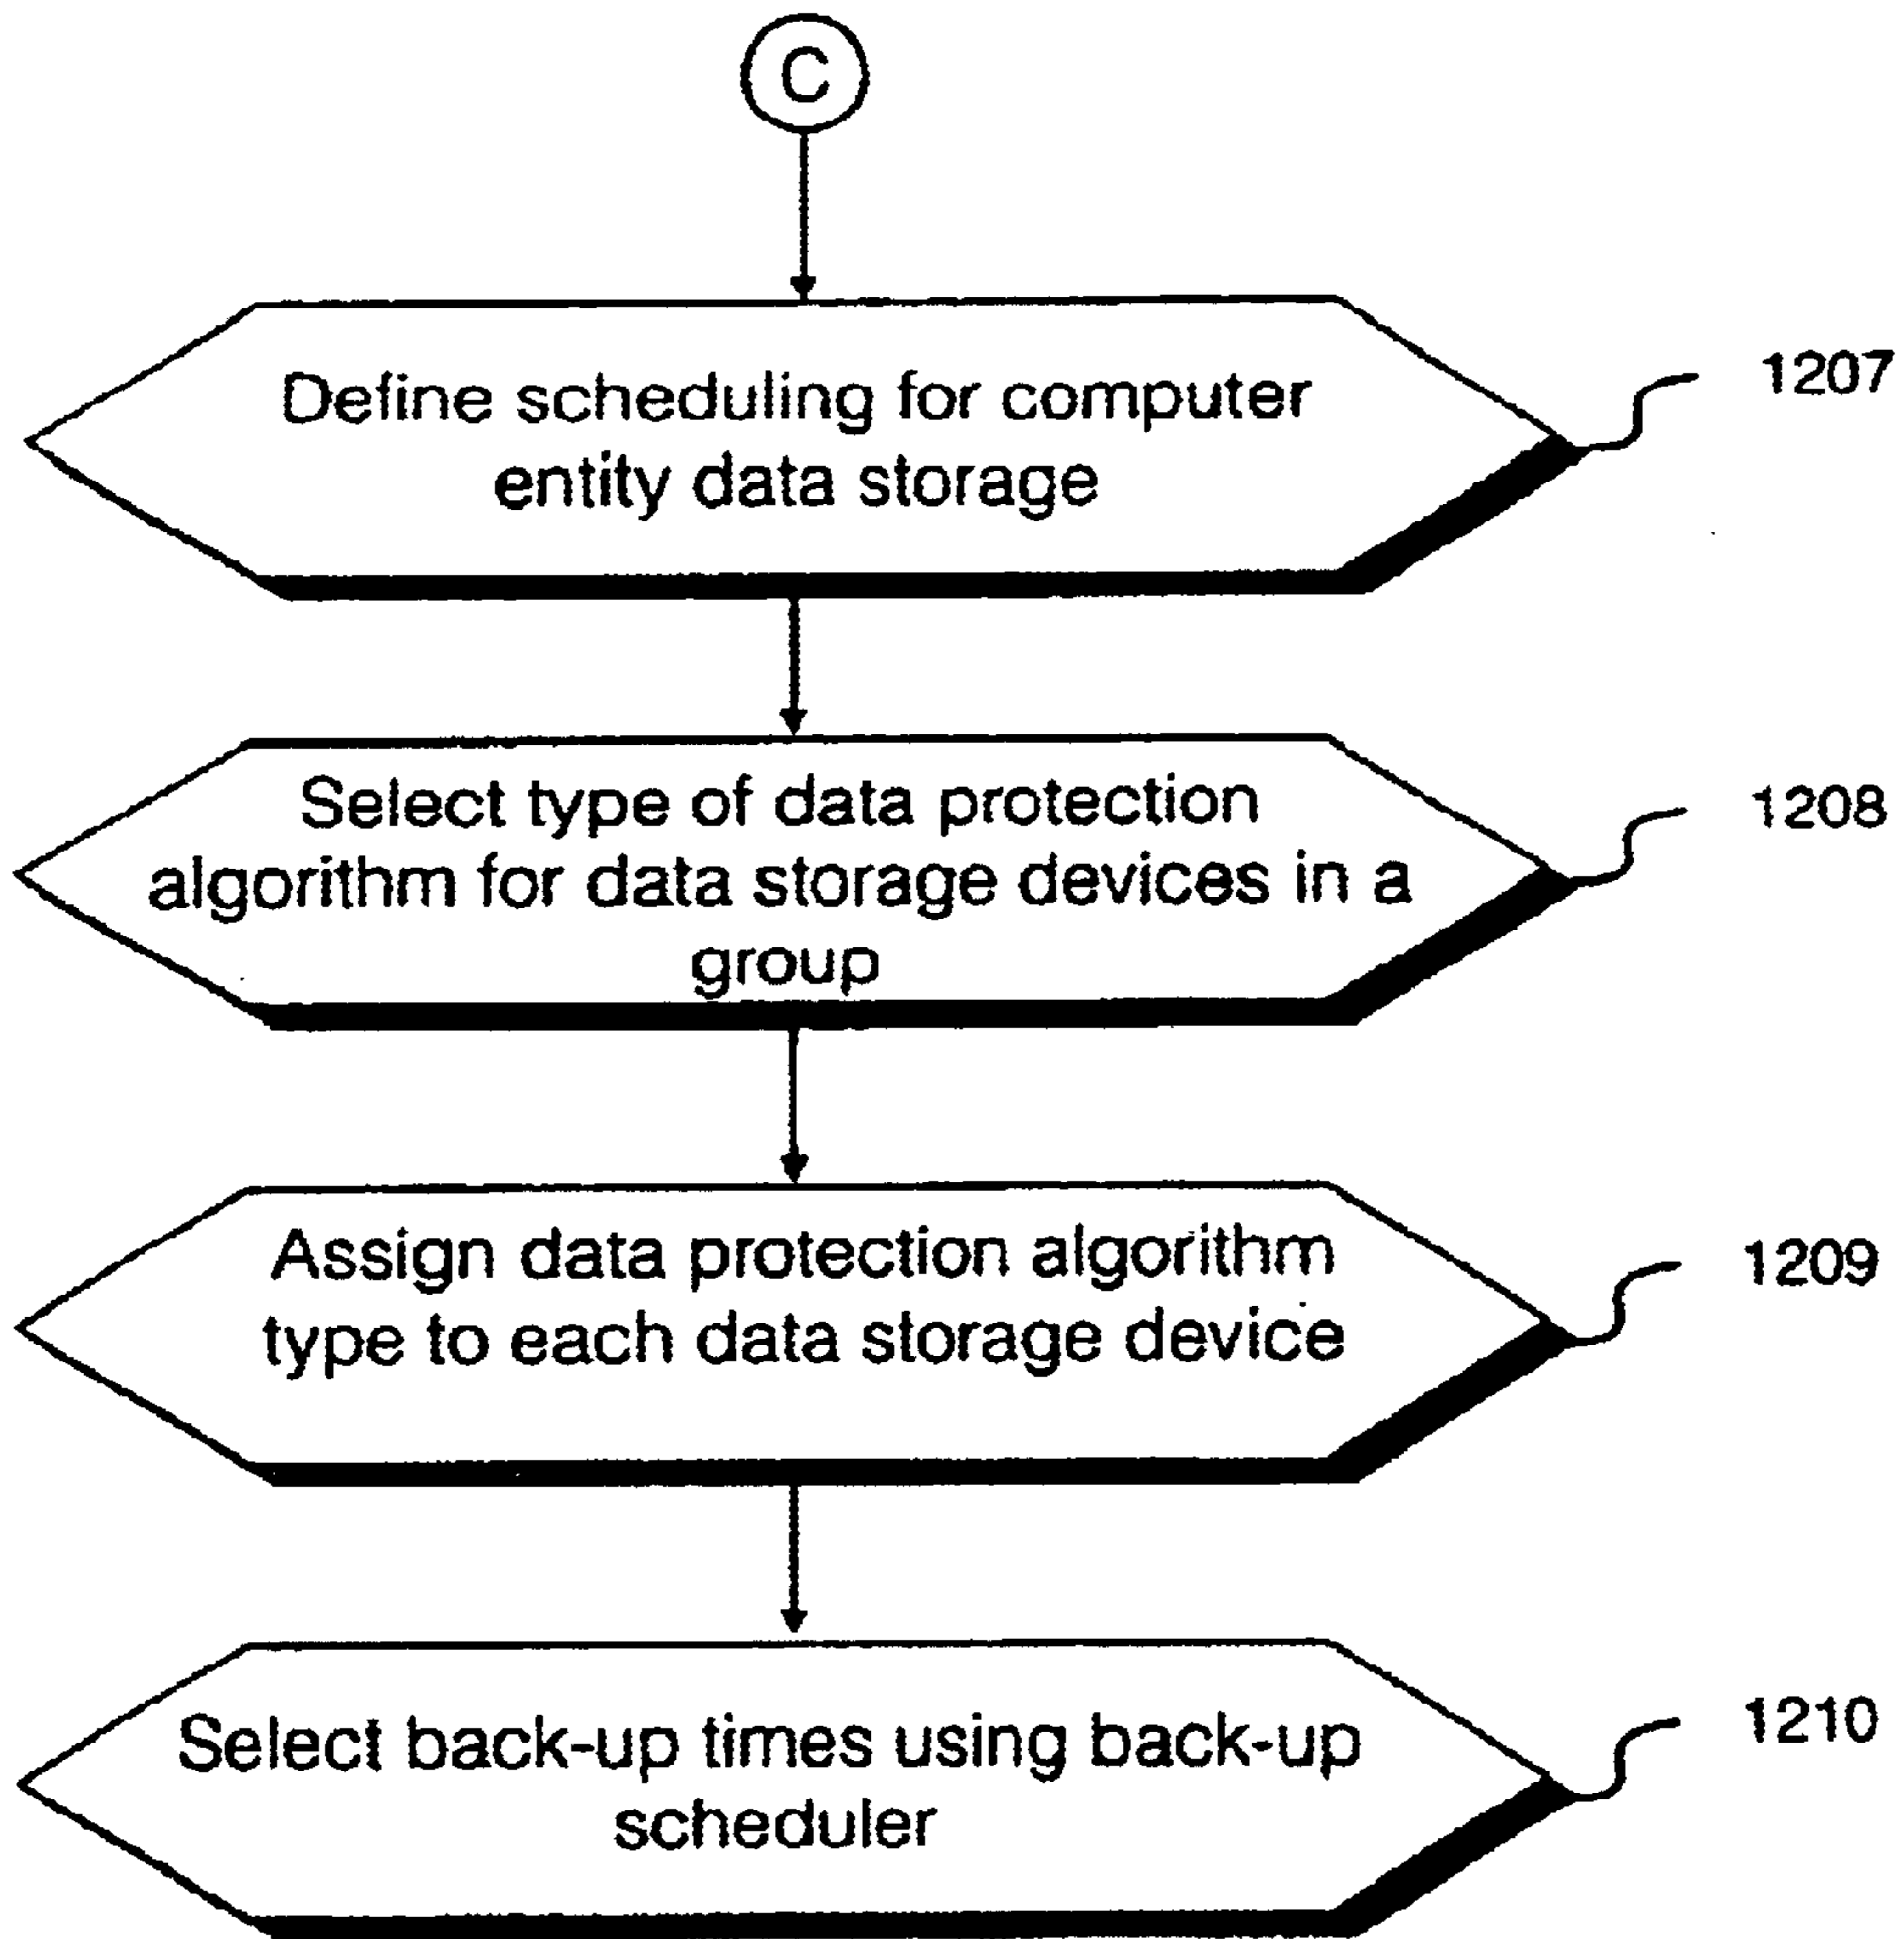 C
Define scheduling for computer
entity data storage
1207
Select type of data protection
algorithm for data storage devices in a
group
1208
Assign data protection algorithm
type to each data storage device
1209
Select back-up times using back-up
scheduler
1210